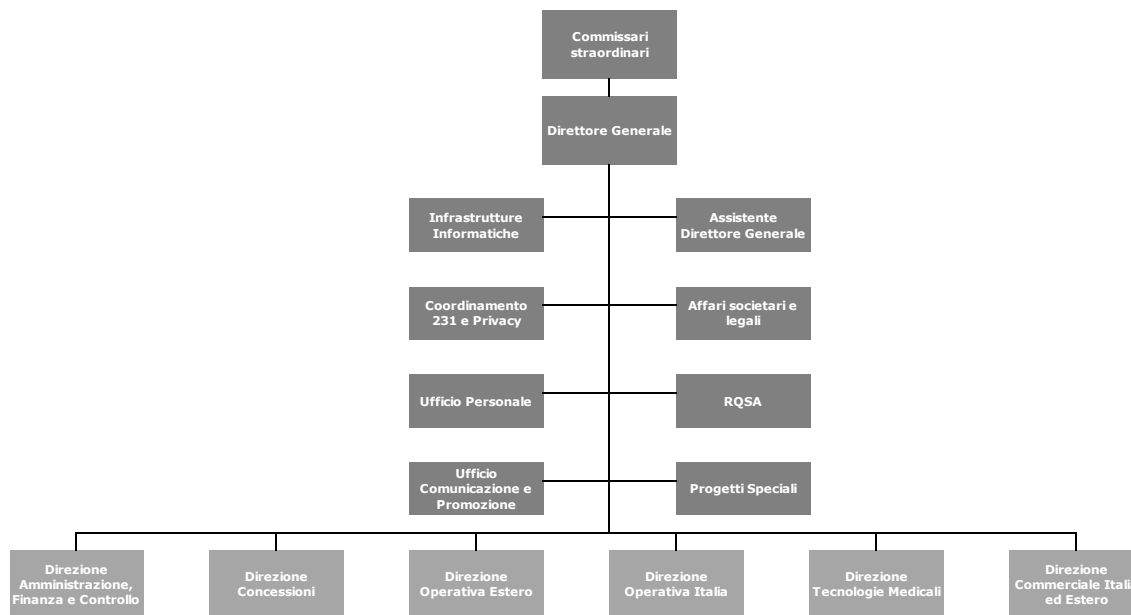 Commissari
straordinari
Direttore Generale
Infrastrutture
Informatiche
Assistente
Direttore Generale
Coordinamento
231 e Privacy
Affari societari e
legali
Ufficio Personale
RQSA
Ufficio
Comunicazione e
Promozione
Progetti Speciali
Direzione
Amministrazione,
Finanza e Controllo
Direzione
Concessioni
Direzione
Operativa Estero
Direzione
Operativa Italia
Direzione
Tecnologie Medicali
Direzione
Commerciale Italia
ed Estero